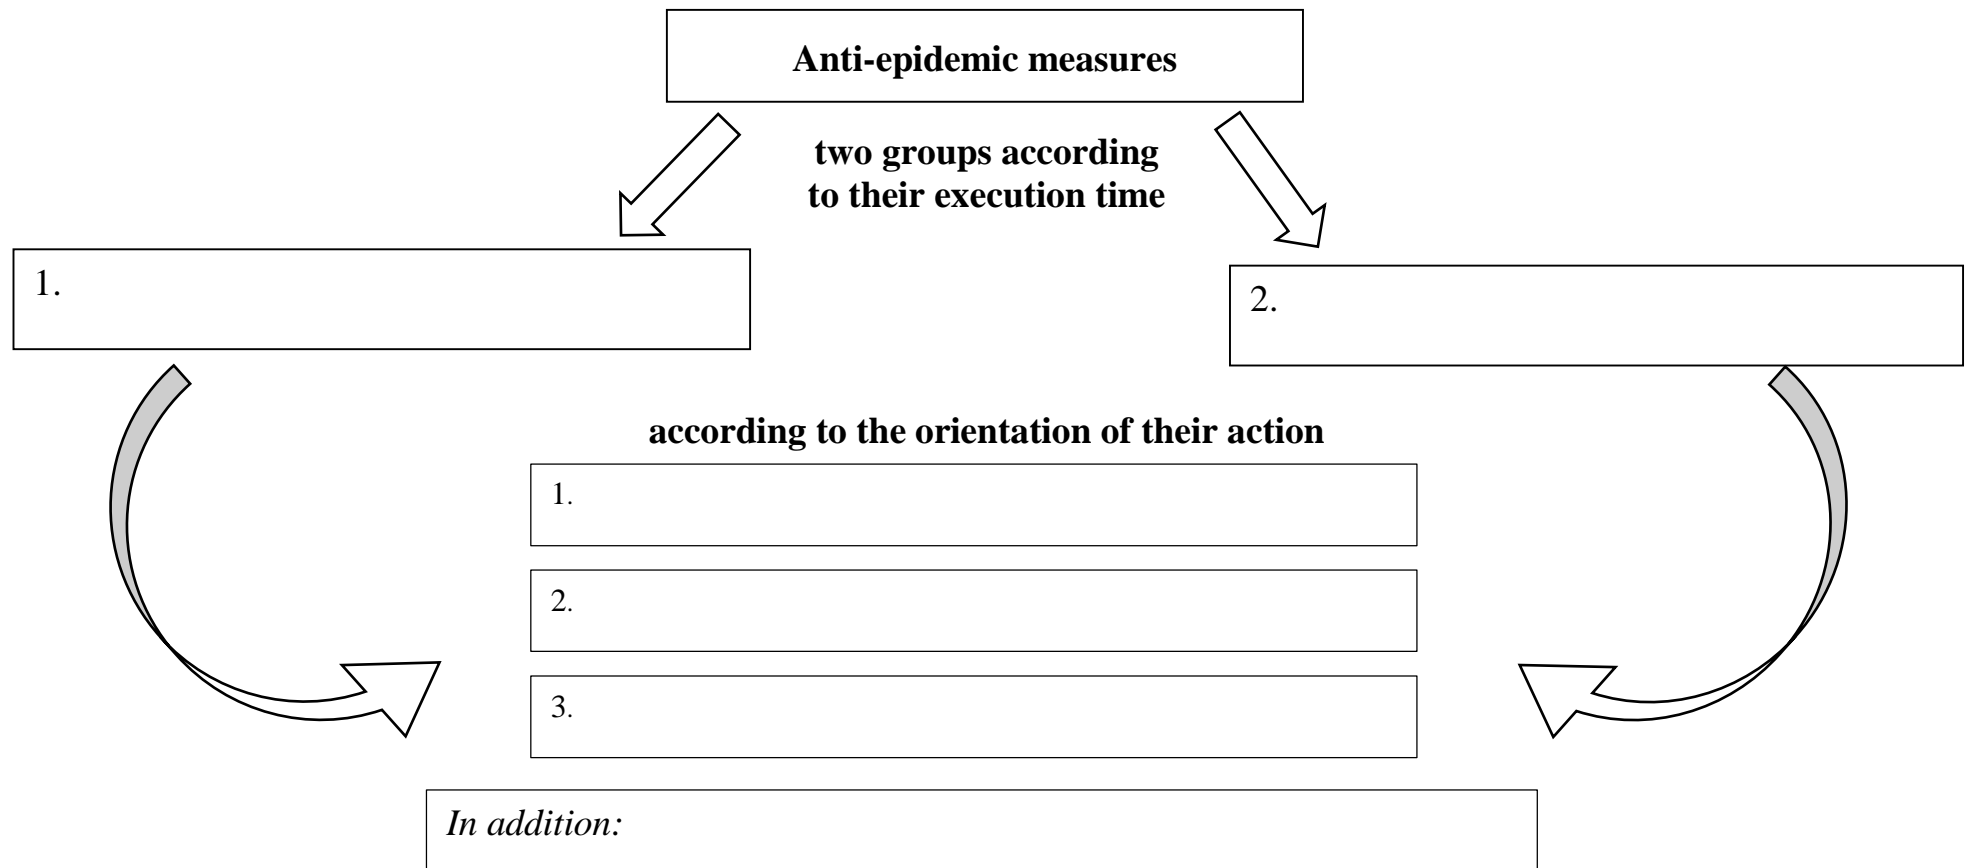 Anti-epidemic measures
two groups according
to their execution time
1.
2.
according to the orientation of their action
1.
2.
3.
In addition: